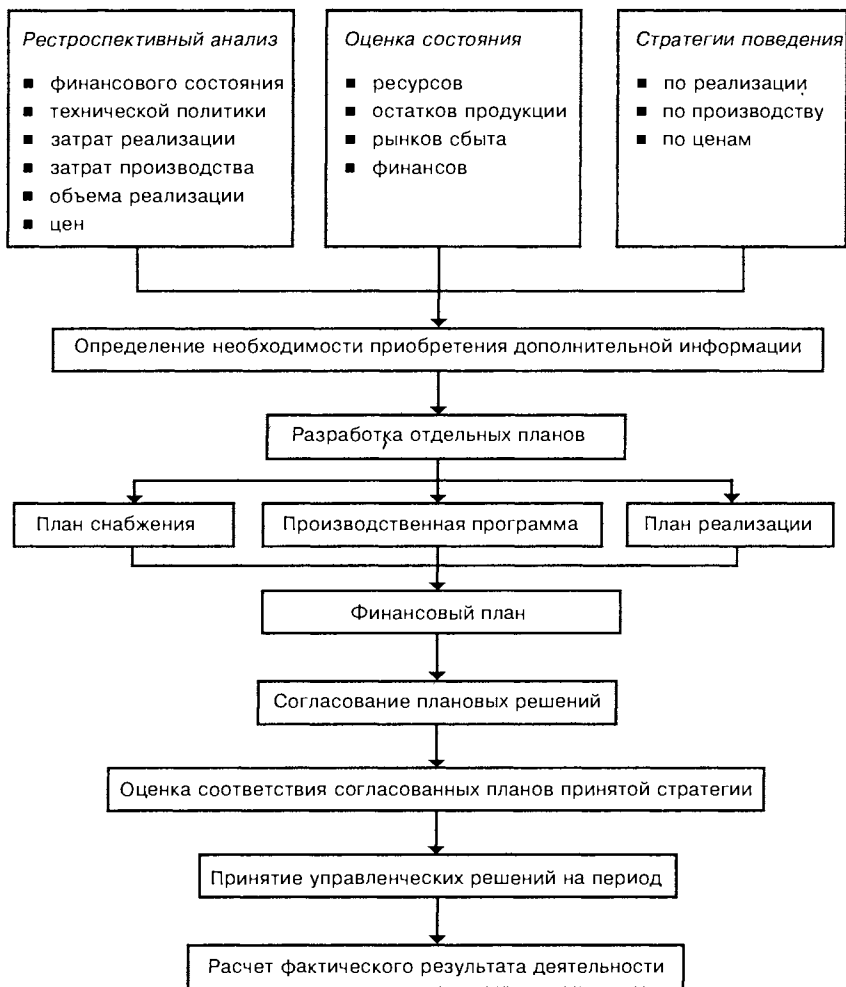 Рестроспективный анализ
■ финансового состояния
■ технической политики
■ затрат реализации
■ затрат производства
■ объема реализации
■ цен
Оценка состояния
■ ресурсов
■ остатков продукции
■ рынков сбыта
■ финансов
Стратегии поведения
■ по реализации
■ по производству
■ по ценам
Определение необходимости приобретения дополнительной информации
Разработка отдельных планов
План снабжения
Производственная программа
План реализации
Финансовый план
Согласование плановых решений
Оценка соответствия согласованных планов принятой стратегии
Принятие управленческих решений на период
Расчет фактического результата деятельности